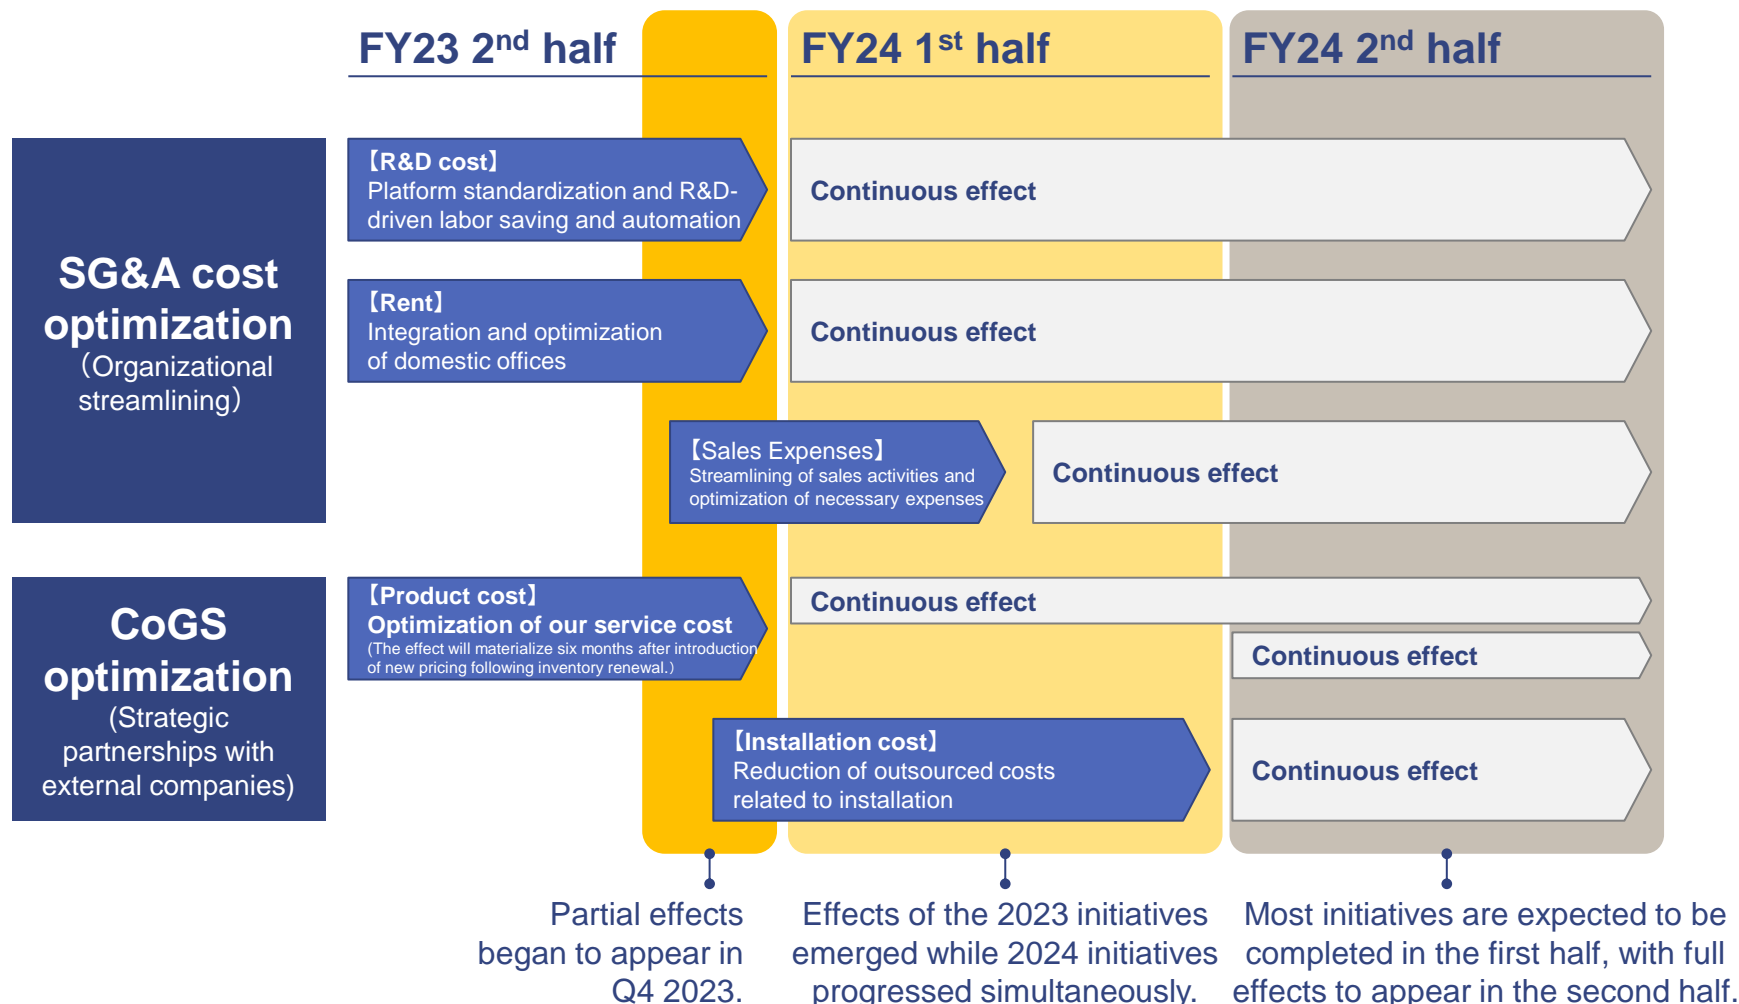 FY23 2nd half
FY24 1st half
FY24 2nd half
SG&A cost
optimization
（Organizational
streamlining）
【R&D cost】
Platform standardization and R&D-
driven labor saving and automation
Continuous effect
【Rent】
Integration and optimization
of domestic offices
Continuous effect
【Sales Expenses】
Streamlining of sales activities and
optimization of necessary expenses
Continuous effect
CoGS
optimization
(Strategic
partnerships with
external companies)
【Product cost】
Optimization of our service cost
(The effect will materialize six months after introduction
of new pricing following inventory renewal.）
Continuous effect
Continuous effect
【Installation cost】
Reduction of outsourced costs
related to installation
Continuous effect
Partial effects
began to appear in
Q4 2023.
Effects of the 2023 initiatives
emerged while 2024 initiatives
progressed simultaneously.
Most initiatives are expected to be
completed in the first half, with full
effects to appear in the second half.